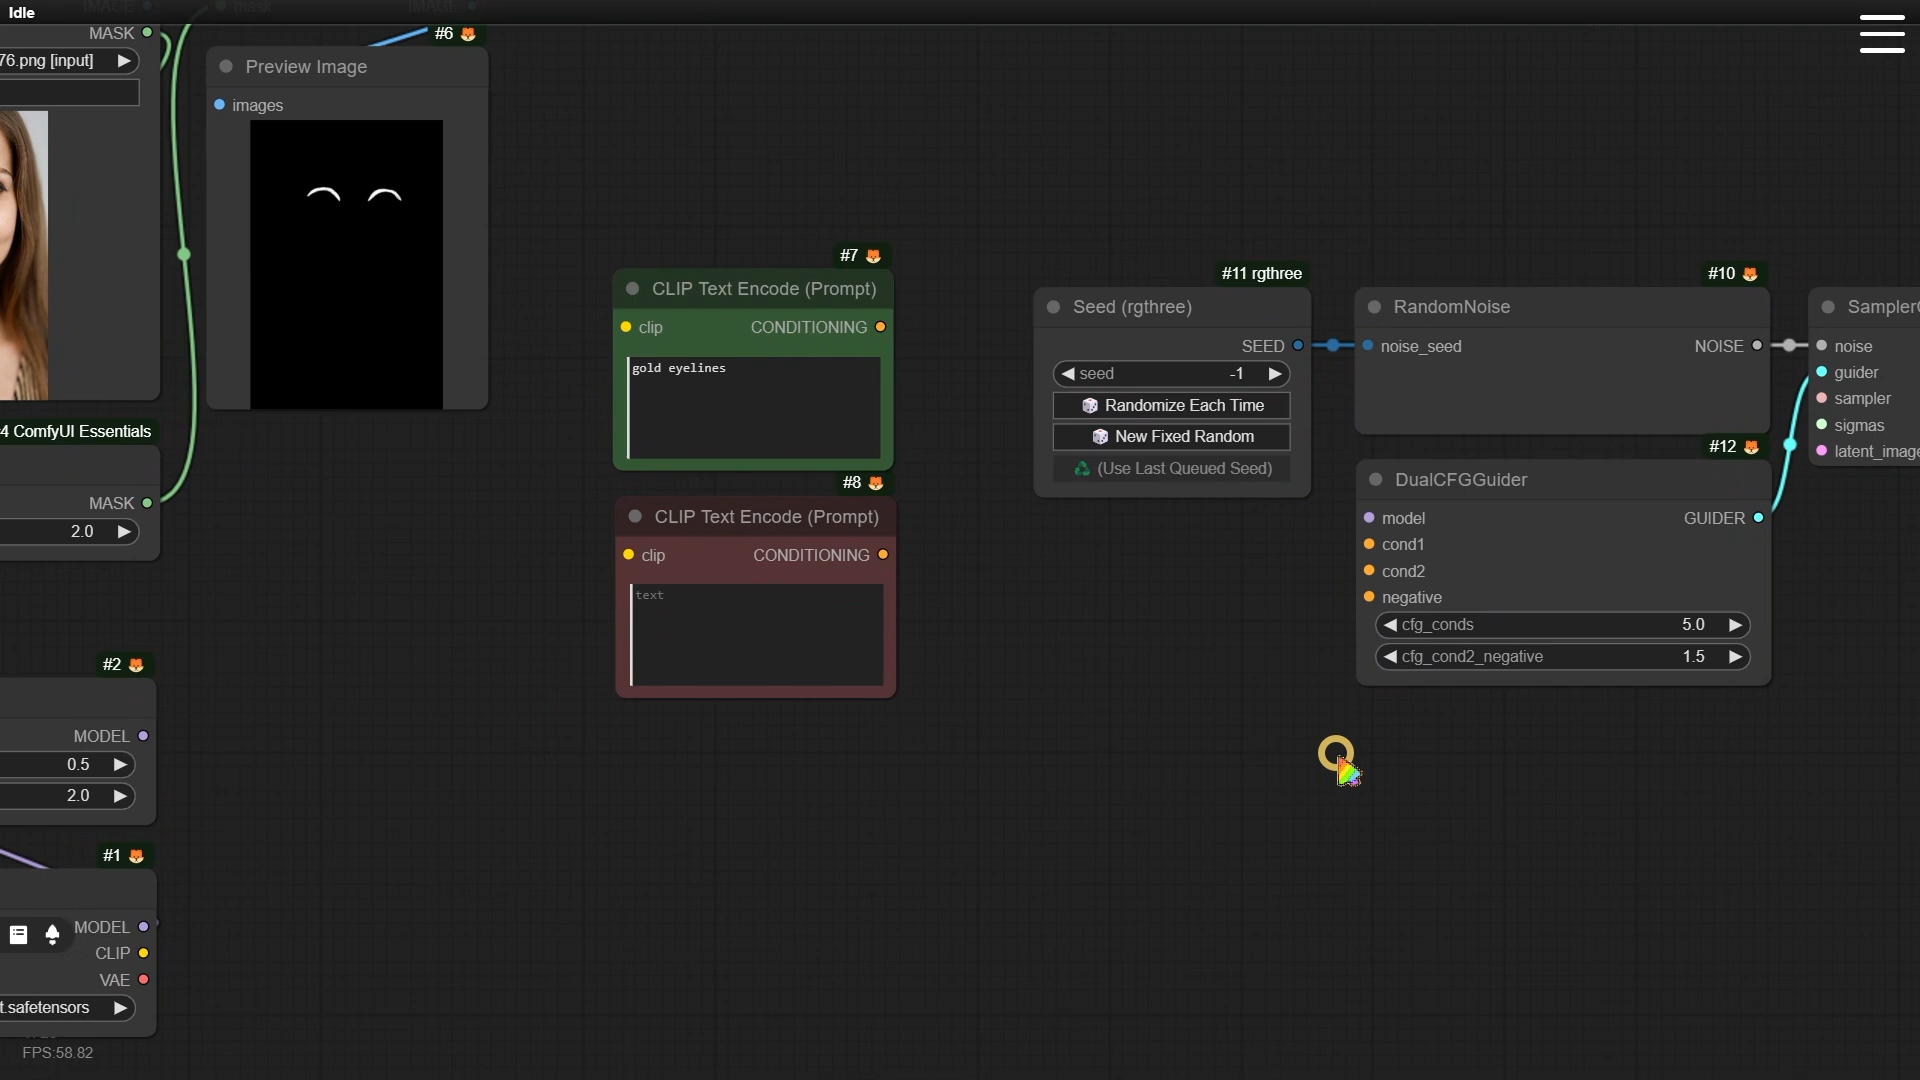 Idle
IMAGE
mask
IMAGE
MASK
76.png [input]
#6
Preview Image
images
#7
CLIP Text Encode (Prompt)
clip
CONDITIONING
gold eyelines
#8
CLIP Text Encode (Prompt)
clip
CONDITIONING
text
#11 rgthree
Seed (rgthree)
SEED
seed
-1
Randomize Each Time
New Fixed Random
(Use Last Queued Seed)
#10
RandomNoise
noise_seed
NOISE
noise
guider
sampler
sigmas
latent_image
#12
DualCFGGuider
model
GUIDER
cond1
cond2
negative
cfg_conds
5.0
cfg_cond2_negative
1.5
4 ComfyUI Essentials
MASK
2.0
#2
MODEL
0.5
2.0
#1
MODEL
CLIP
VAE
t.safetensors
FPS:58.82